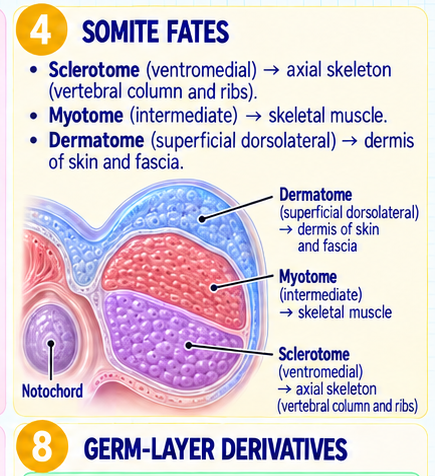 4 SOMITE FATES
• Sclerotome (ventromedial) → axial skeleton
(vertebral column and ribs).
• Myotome (intermediate) → skeletal muscle.
• Dermatome (superficial dorsolateral) → dermis
of skin and fascia.
Dermatome
(superficial dorsolateral)
→ dermis of skin
and fascia
Myotome
(intermediate)
→ skeletal muscle
Sclerotome
(ventromedial)
→ axial skeleton
(vertebral column and ribs)
Notochord
8 GERM-LAYER DERIVATIVES